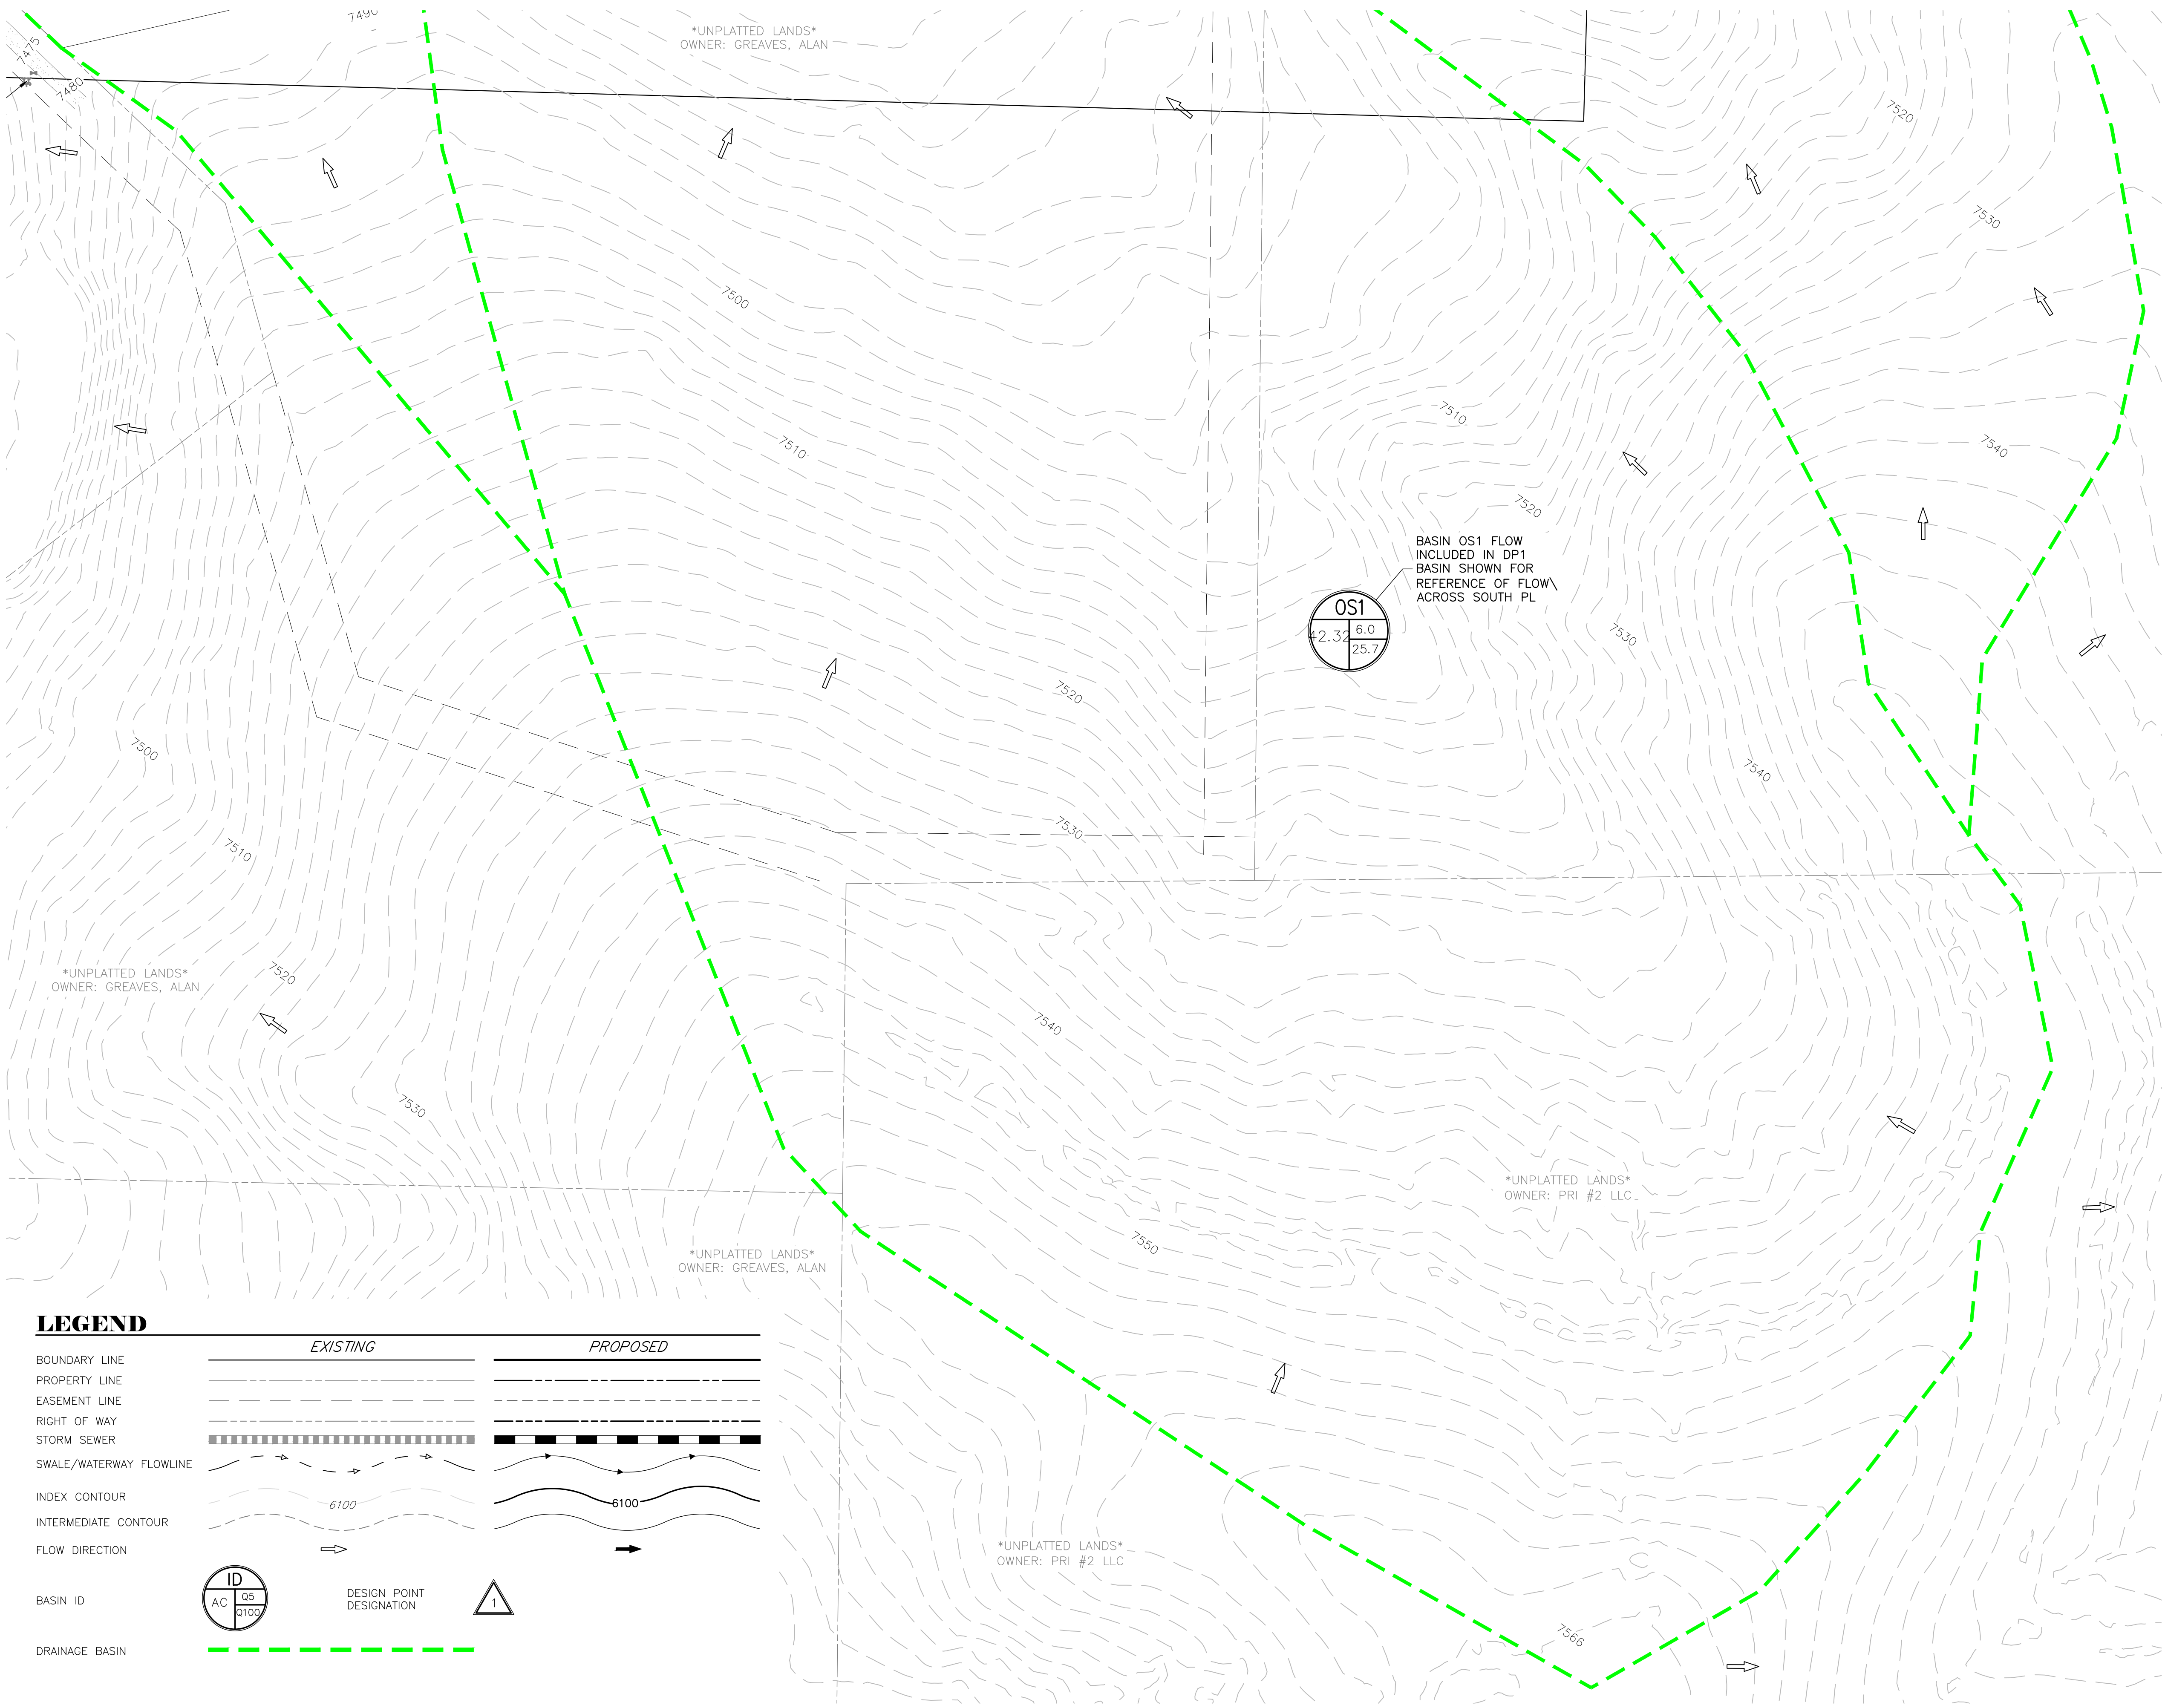 7490
*UNPLATTED LANDS*
OWNER: GREAVES, ALAN
7475
7480
7520
7530
7500
7510
7510
7540
7520
BASIN OS1 FLOW
INCLUDED IN DP1
BASIN SHOWN FOR
REFERENCE OF FLOW\
ACROSS SOUTH PL
OS1
42.32
6.0
25.7
7530
7520
7500
7540
7530
7510
*UNPLATTED LANDS*
OWNER: GREAVES, ALAN
7520
7540
7530
*UNPLATTED LANDS*
OWNER: PRI #2 LLC
7550
*UNPLATTED LANDS*
OWNER: GREAVES, ALAN
*UNPLATTED LANDS*
OWNER: PRI #2 LLC
7566
LEGEND
EXISTING PROPOSED
BOUNDARY LINE
PROPERTY LINE
EASEMENT LINE
RIGHT OF WAY
STORM SEWER
SWALE/WATERWAY FLOWLINE
INDEX CONTOUR 6100 6100
INTERMEDIATE CONTOUR
FLOW DIRECTION
BASIN ID
ID
AC
Q5
Q100
DESIGN POINT
DESIGNATION
1
DRAINAGE BASIN